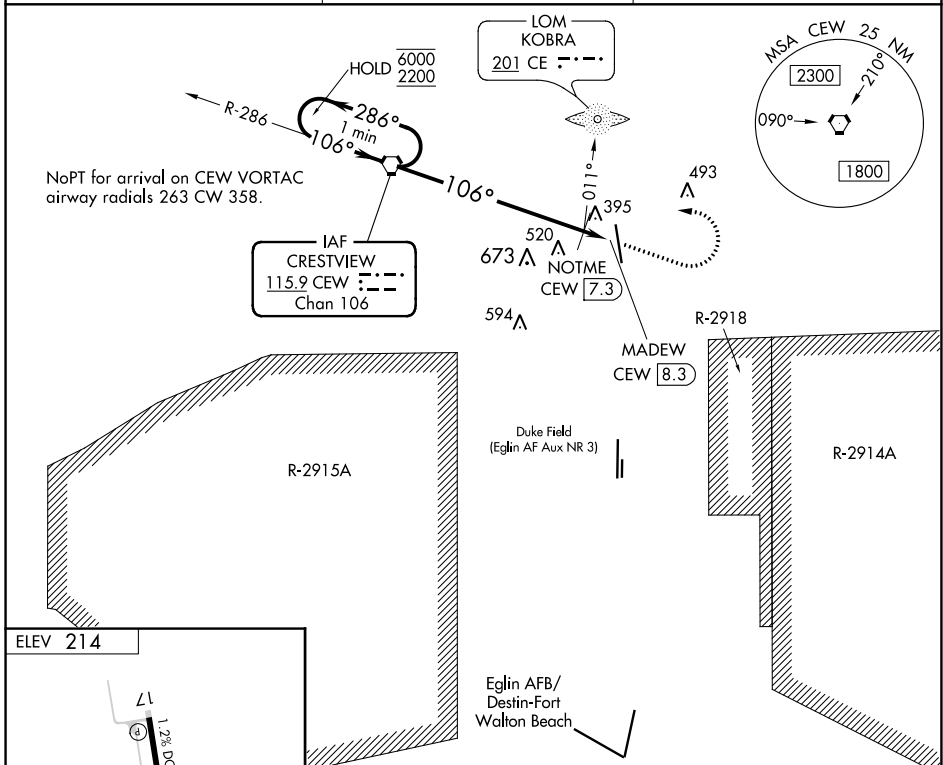 LOM
KOBRA
201 CE
MSA CEW 25 NM
2300
210°
090°
1800
HOLD 6000
2200
R-286
286°
1 min
106°
106°
NoPT for arrival on CEW VORTAC
airway radials 263 CW 358.
011°
493
395
520
673
NOTME
CEW 7.3
IAF
CRESTVIEW
115.9 CEW
Chan 106
594
MADEW
CEW 8.3
R-2918
Duke Field
(Eglin AF Aux NR 3)
R-2915A
R-2914A
ELEV 214
17
P
1.2%
Eglin AFB/
Destin-Fort
Walton Beach